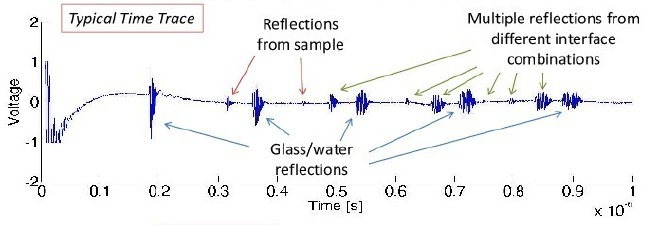 Typical Time Trace
Reflections
from sample
Multiple reflections from
different interface
combinations
Glass/water
reflections
Voltage
2
1
0
-1
-2
0 0.1 0.2 0.3 0.4 0.5 0.6 0.7 0.8 0.9 1
Time [s]